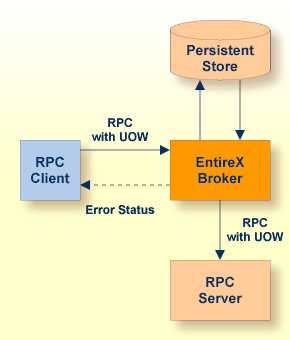 Persistent
Store
RPC
with UOW
RPC
Client
EntireX
Broker
Error Status
RPC
with UOW
RPC
Server